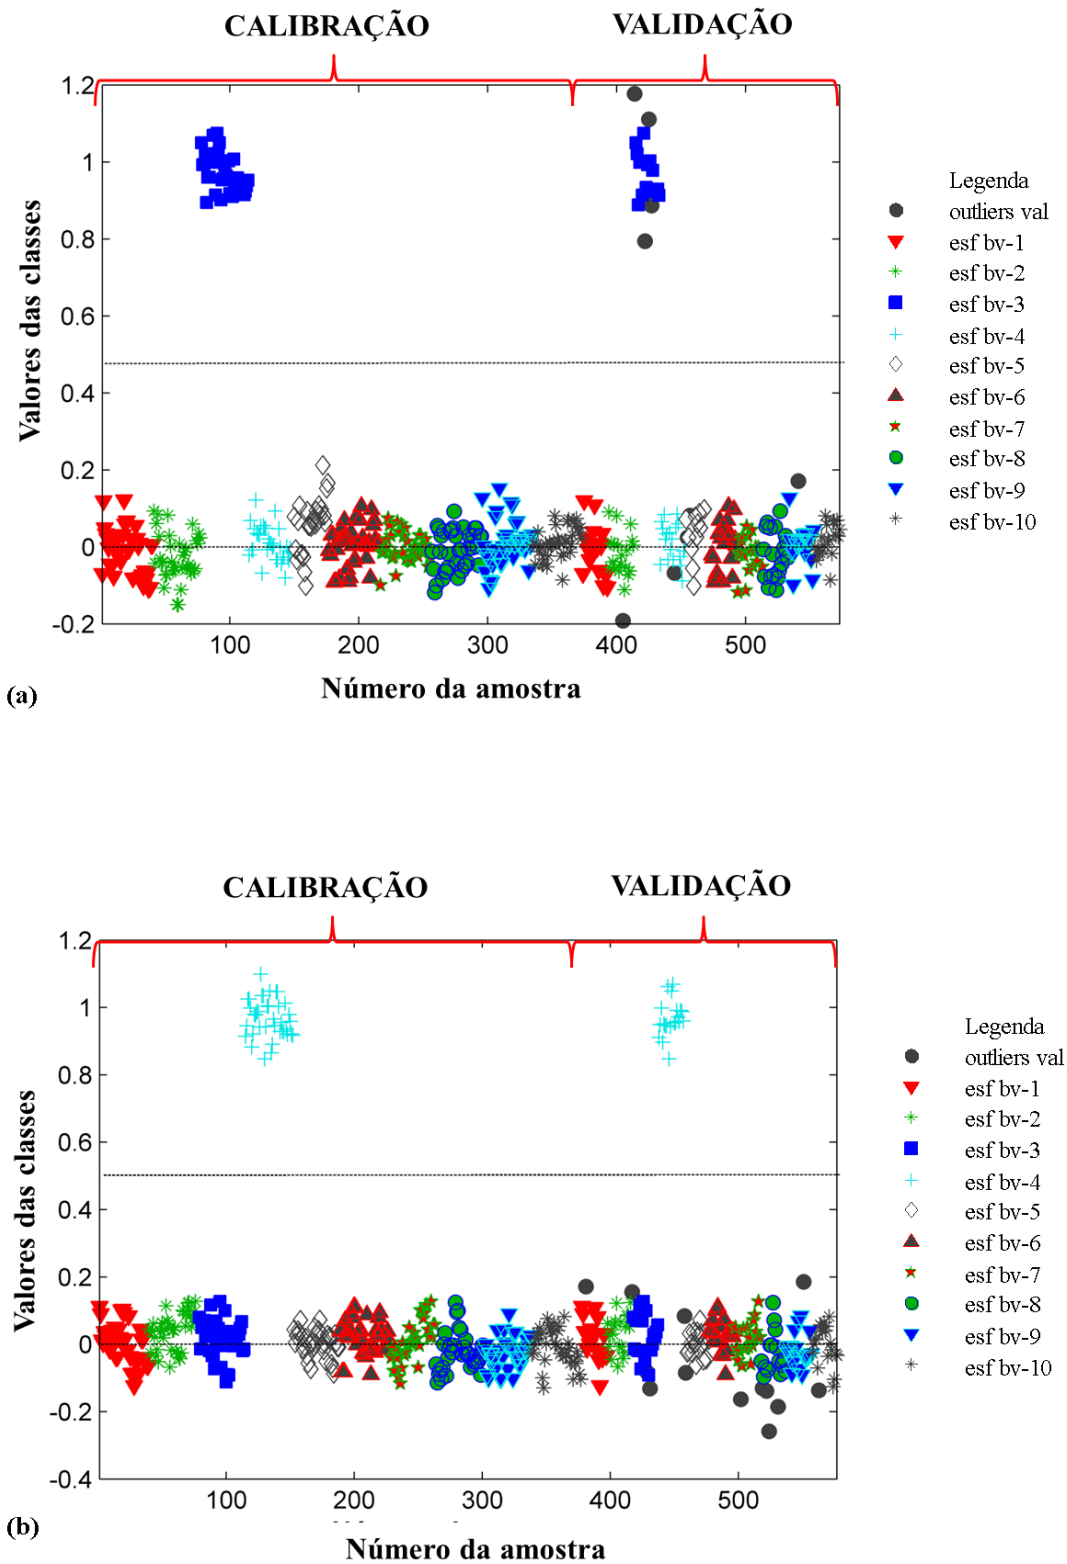 CALIBRAÇÃO VALIDAÇÃO
1.2
1
0.8
0.6
0.4
0.2
0
-0.2
Valores das classes
100 200 300 400 500
Número da amostra
(a)
Legenda
outliers val
esf bv-1
esf bv-2
esf bv-3
esf bv-4
esf bv-5
esf bv-6
esf bv-7
esf bv-8
esf bv-9
esf bv-10
CALIBRAÇÃO VALIDAÇÃO
1.2
1
0.8
0.6
0.4
0.2
0
-0.2
-0.4
Valores das classes
100 200 300 400 500
Número da amostra
(b)
Legenda
outliers val
esf bv-1
esf bv-2
esf bv-3
esf bv-4
esf bv-5
esf bv-6
esf bv-7
esf bv-8
esf bv-9
esf bv-10